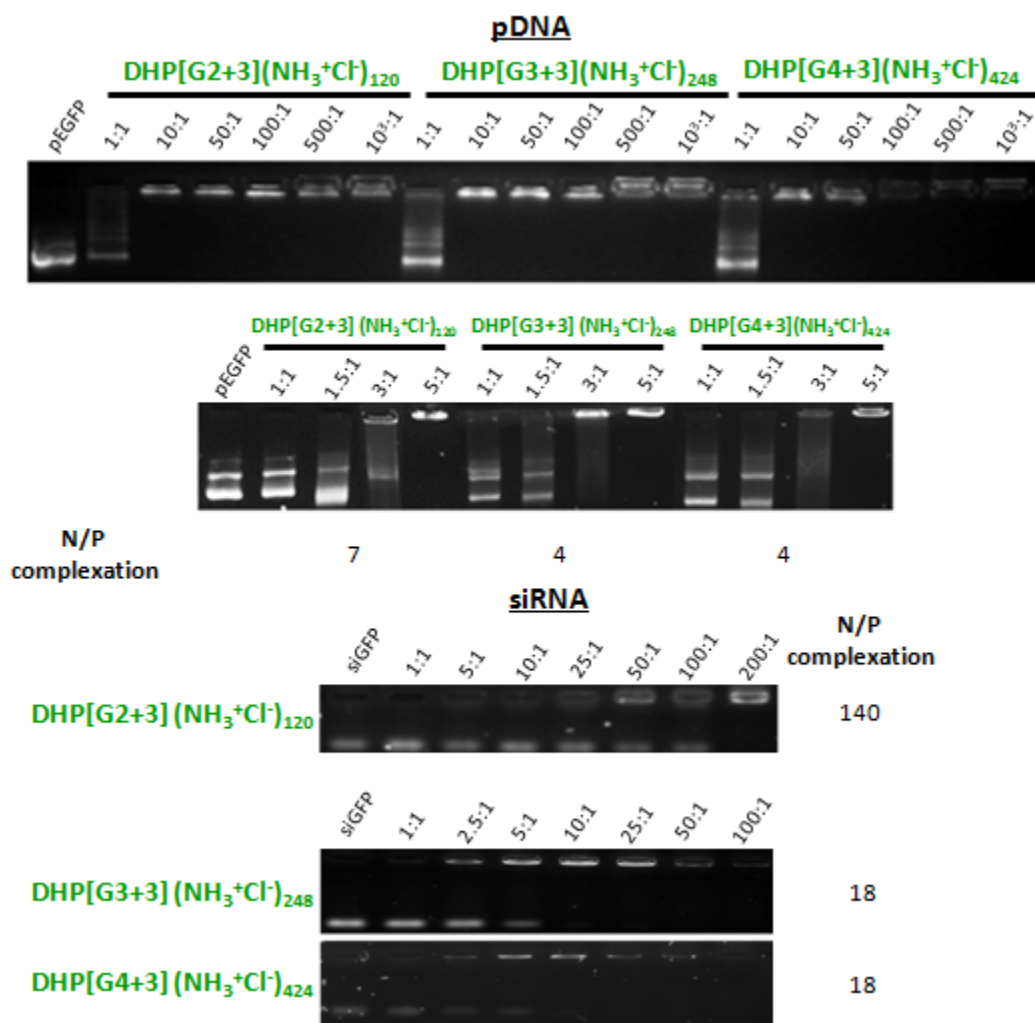 pDNA
DHP[G2+3](NH₃⁺Cl⁻)₁₂₀ DHP[G3+3](NH₃⁺Cl⁻)₂₄₈ DHP[G4+3](NH₃⁺Cl⁻)₄₂₄
pEGFP 1:1 10:1 50:1 100:1 500:1 10³:1 1:1 10:1 50:1 100:1 500:1 10³:1 1:1 10:1 50:1 100:1 500:1 10³:1
DHP[G2+3] (NH₃⁺Cl⁻)₁₂₀ DHP[G3+3] (NH₃⁺Cl⁻)₂₄₈ DHP[G4+3](NH₃⁺Cl⁻)₄₂₄
pEGFP 1:1 1.5:1 3:1 5:1 1:1 1.5:1 3:1 5:1 1:1 1.5:1 3:1 5:1
N/P
complexation
7 4 4
siRNA
N/P
complexation
siGFP 1:1 5:1 10:1 25:1 50:1 100:1 200:1
DHP[G2+3] (NH₃⁺Cl⁻)₁₂₀ 140
siGFP 1:1 2.5:1 5:1 10:1 25:1 50:1 100:1
DHP[G3+3] (NH₃⁺Cl⁻)₂₄₈ 18
DHP[G4+3] (NH₃⁺Cl⁻)₄₂₄ 18